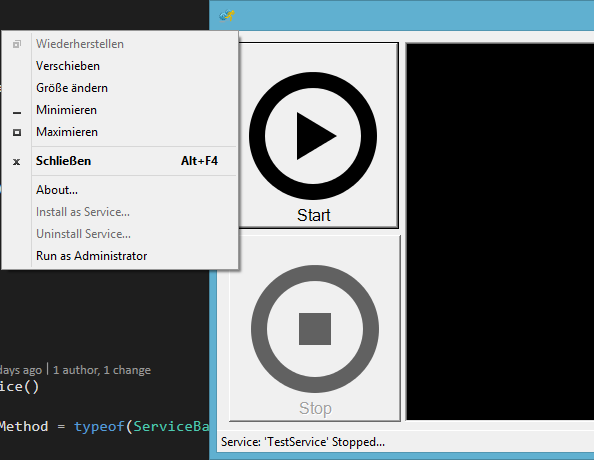 Wiederherstellen
Verschieben
Größe ändern
Minimieren
Maximieren
Schließen Alt+F4
About...
Install as Service...
Uninstall Service...
Run as Administrator
Start
Stop
days ago | 1 author, 1 change
ice()
Method = typeof(ServiceBa
Service: 'TestService' Stopped...